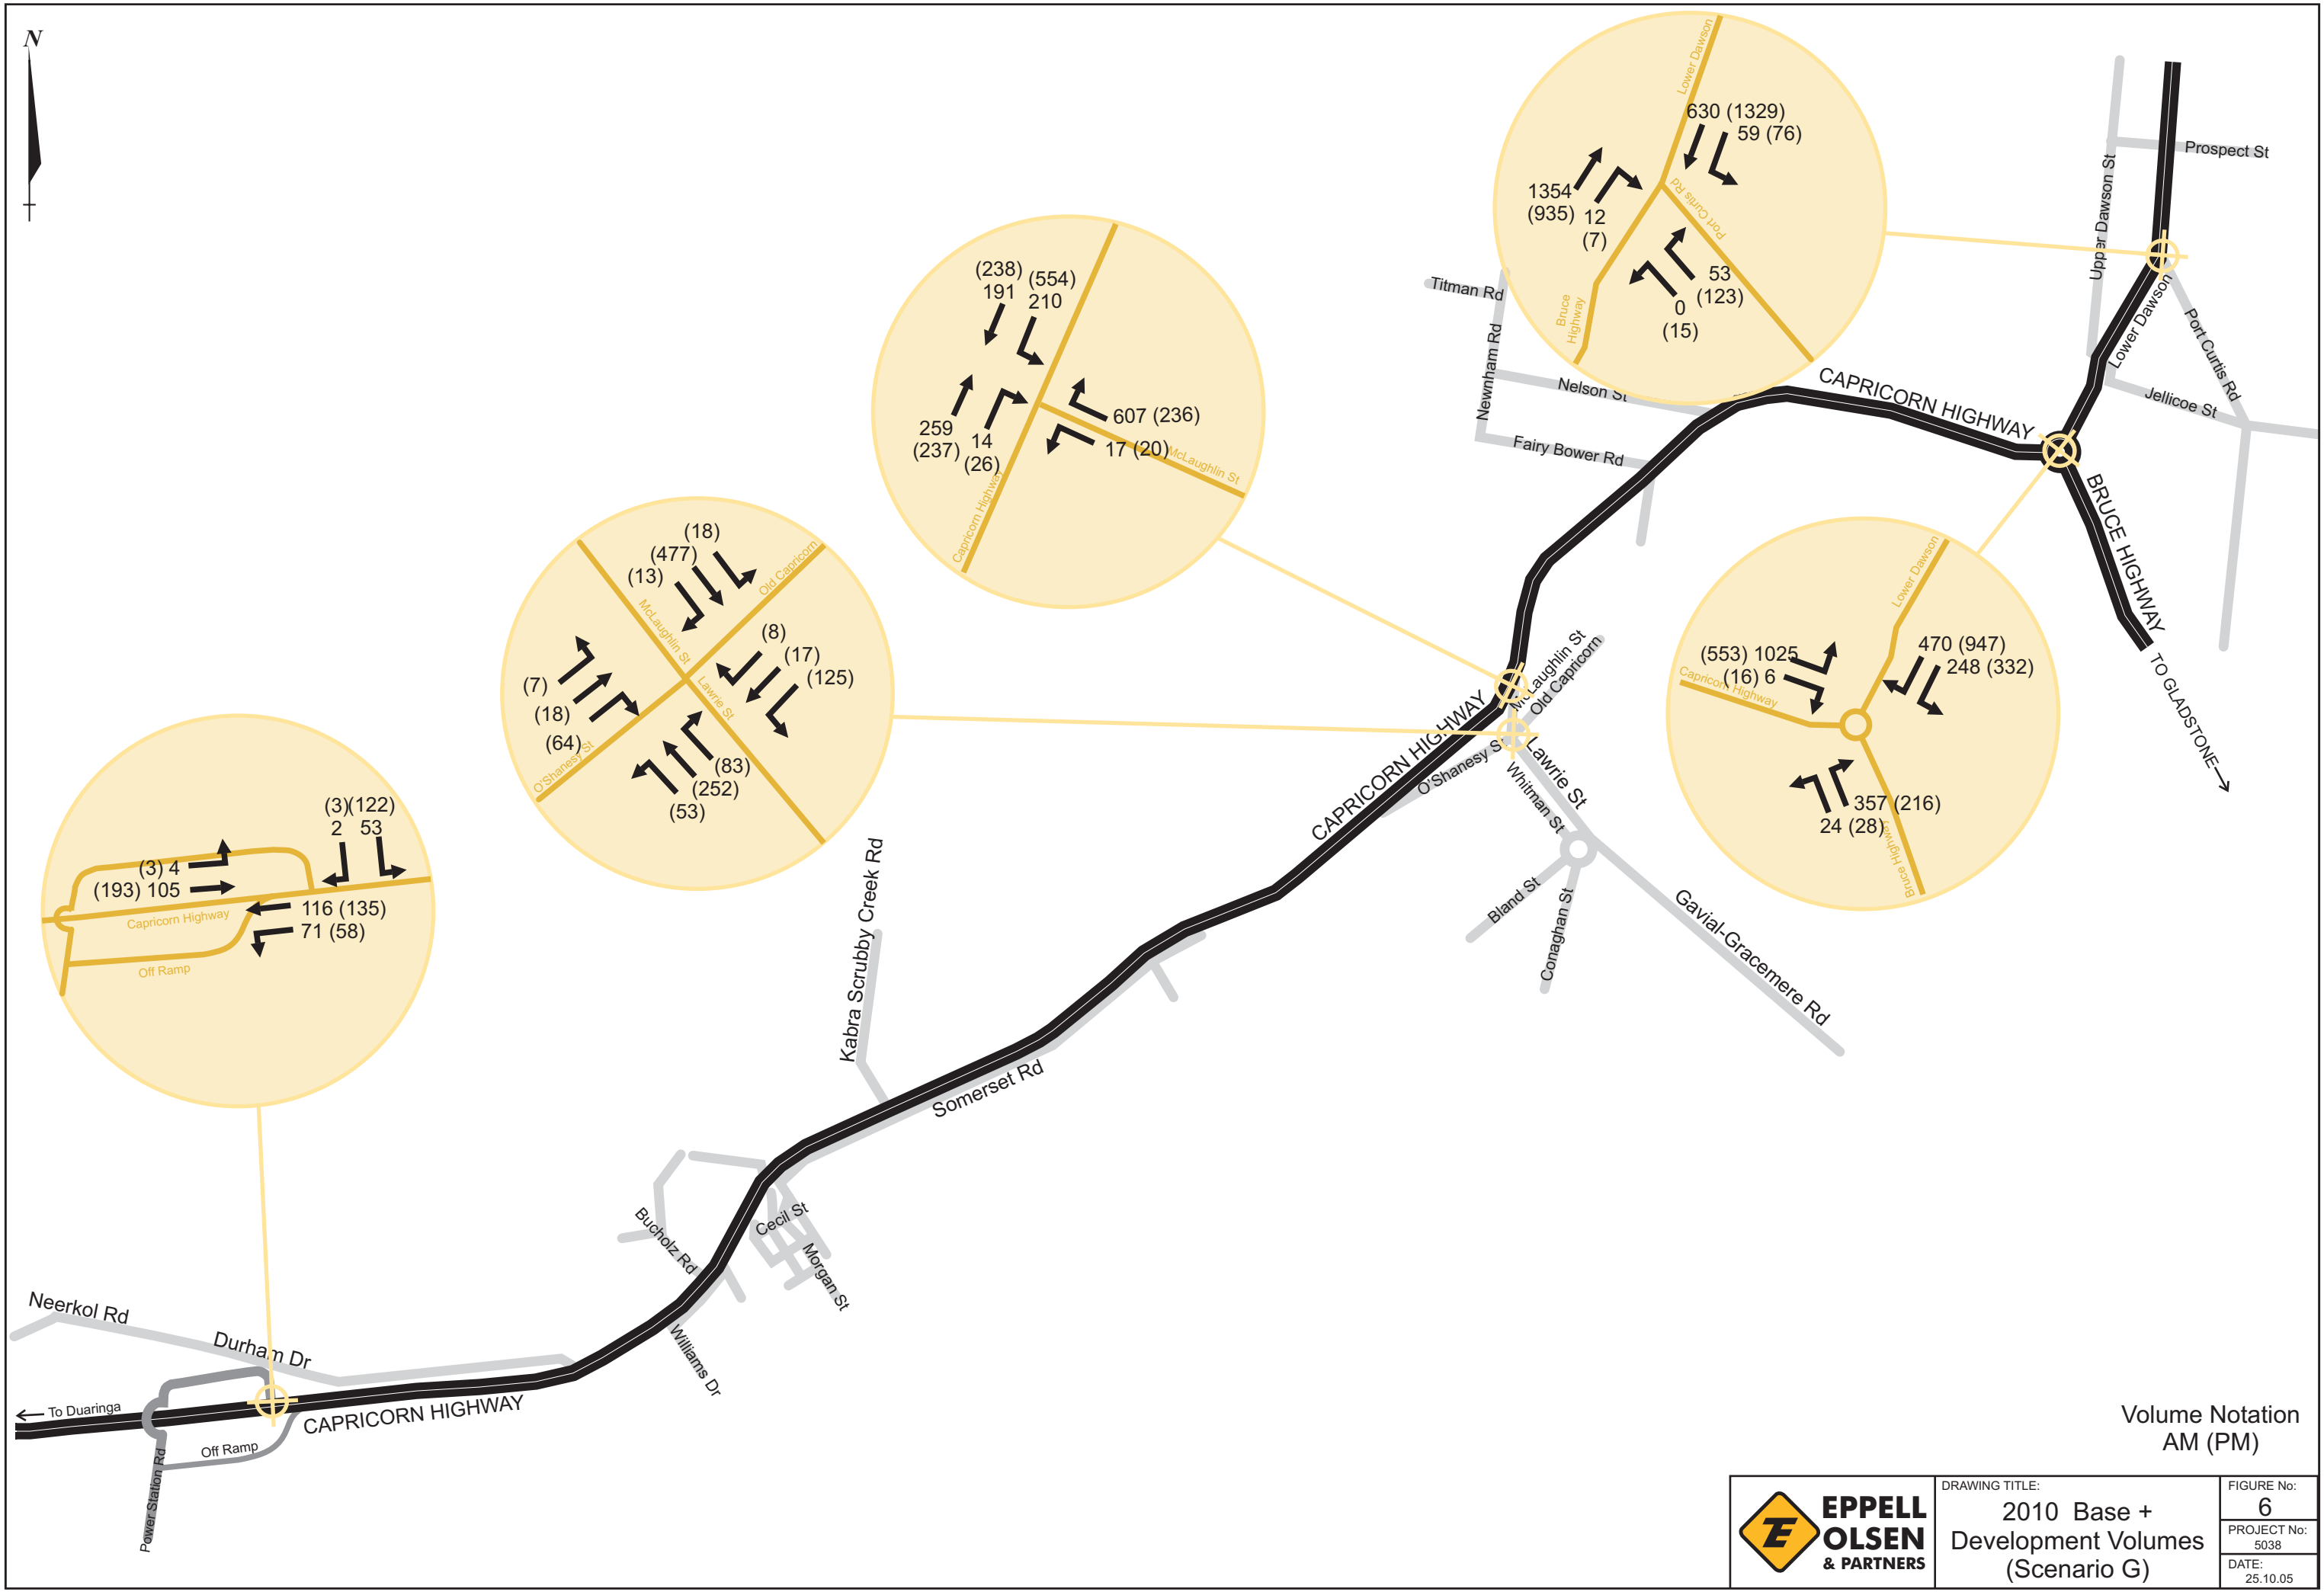 N
Lower Dawson
630 (1329)
59 (76)
1354
(935)
12
(7)
Port Curtis Rd
53
(123)
0
(15)
Bruce
Highway
(238)
191
(554)
210
259
(237)
14
(26)
607 (236)
17 (20)
McLaughlin St
Capricorn Highway
(18)
(477)
(13)
Old Capricorn
McLaughlin St
(8)
(17)
(125)
(7)
(18)
(64)
Lawrie St
O'Shanesy St
(83)
(252)
(53)
(3)(122)
2 53
(3) 4
(193) 105
116 (135)
71 (58)
Capricorn Highway
Off Ramp
Lower Dawson
(553) 1025
(16) 6
470 (947)
248 (332)
Capricorn Highway
357 (216)
24 (28)
Bruce Highway
Prospect St
Upper Dawson St
Lower Dawson
Port Curtis Rd
Jellicoe St
Titman Rd
Newnham Rd
Nelson St
Fairy Bower Rd
CAPRICORN HIGHWAY
BRUCE HIGHWAY
TO GLADSTONE
McLaughlin St
Old Capricorn
CAPRICORN HIGHWAY
O'Shanesy St
Lawrie St
Whitman St
Bland St
Conaghan St
Gavial-Gracemere Rd
Kabra Scrubby Creek Rd
Somerset Rd
Bucholz Rd
Cecil St
Morgan St
Williams Dr
Neerkol Rd
Durham Dr
To Duaringa
CAPRICORN HIGHWAY
Off Ramp
Power Station Rd
Volume Notation
AM (PM)
EPPELL
OLSEN
& PARTNERS
DRAWING TITLE:
2010 Base +
Development Volumes
(Scenario G)
FIGURE No:
6
PROJECT No:
5038
DATE:
25.10.05